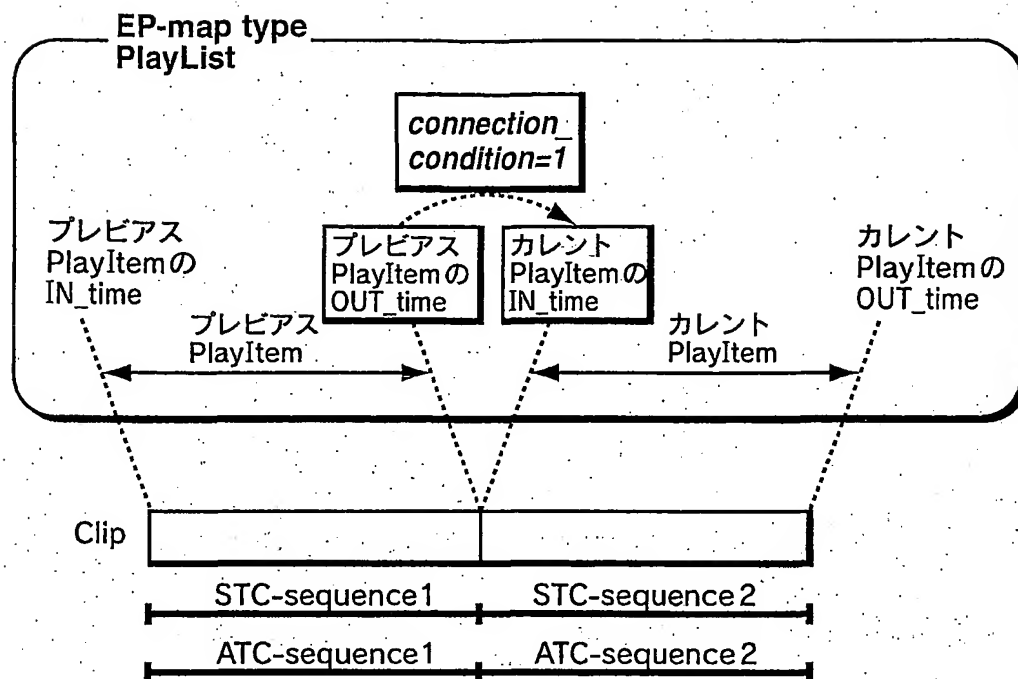 EP-map type
PlayList
connection_
condition=1
プレビアス
PlayItemの
IN_time
プレビアス
PlayItemの
OUT_time
カレント
PlayItemの
IN_time
カレント
PlayItemの
OUT_time
プレビアス
PlayItem
カレント
PlayItem
Clip
STC-sequence1
STC-sequence2
ATC-sequence1
ATC-sequence2